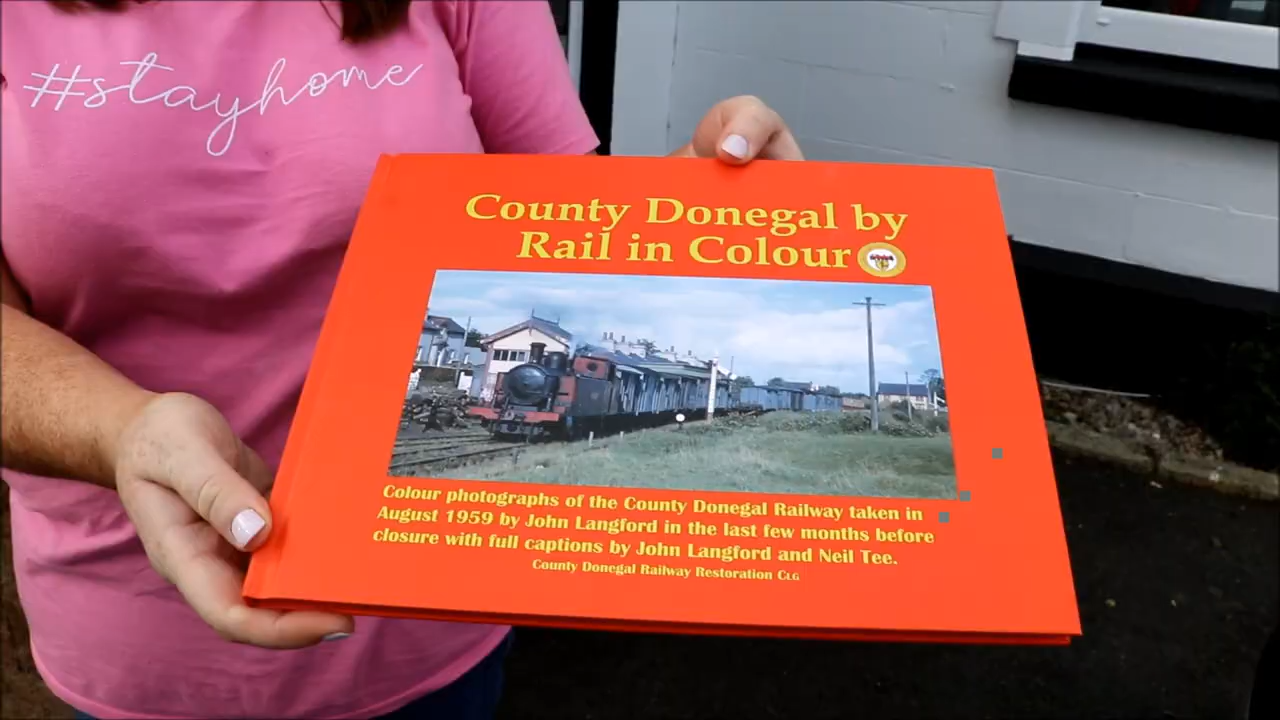 #stayhome
County Donegal by
Rail in Colour
Colour photographs of the County Donegal Railway taken in
August 1959 by John Langford in the last few months before
closure with full captions by John Langford and Neil Tee.
County Donegal Railway Restoration CLG